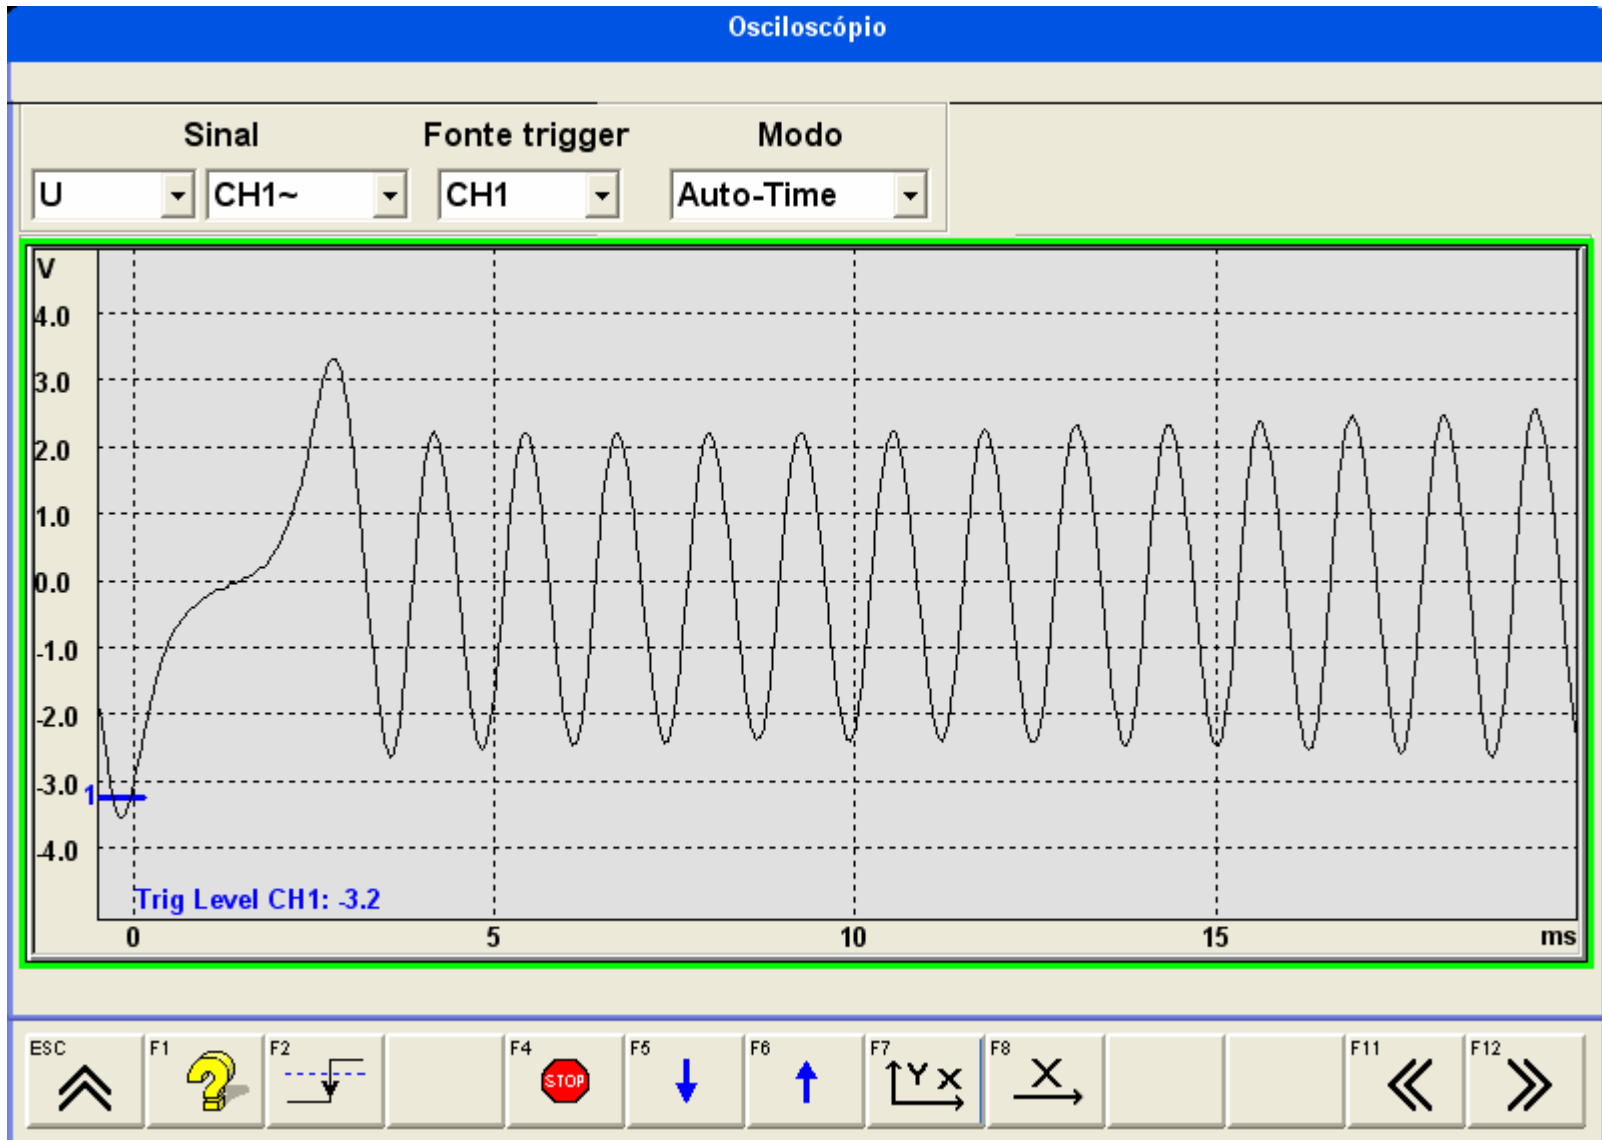 Osciloscópio
Sinal Fonte trigger Modo
U CH1~ CH1 Auto-Time
V
4.0
3.0
2.0
1.0
0.0
-1.0
-2.0
-3.0 1
-4.0
Trig Level CH1: -3.2
0 5 10 15 ms
ESC F1 F2 F4 F5 F6 F7 F8 F11 F12
STOP Y X X